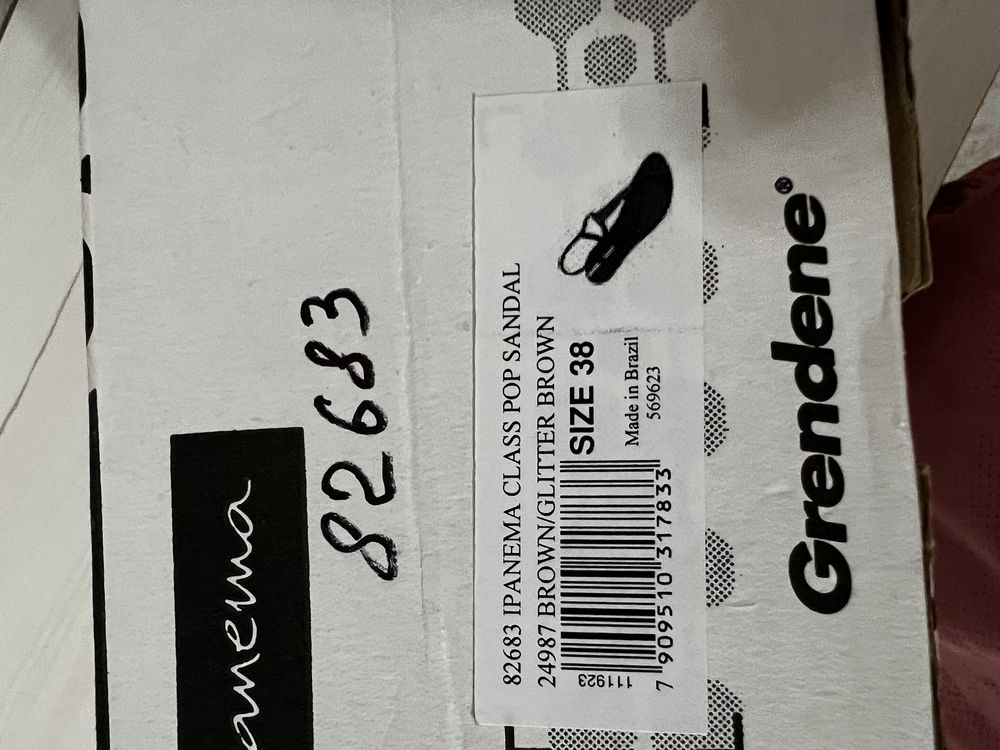 anema
82683
82683 IPANEMA CLASS POP SANDAL
24987 BROWN/GLITTER BROWN
SIZE 38
Made in Brazil
569623
111923
7 909510 317833
Grendene®